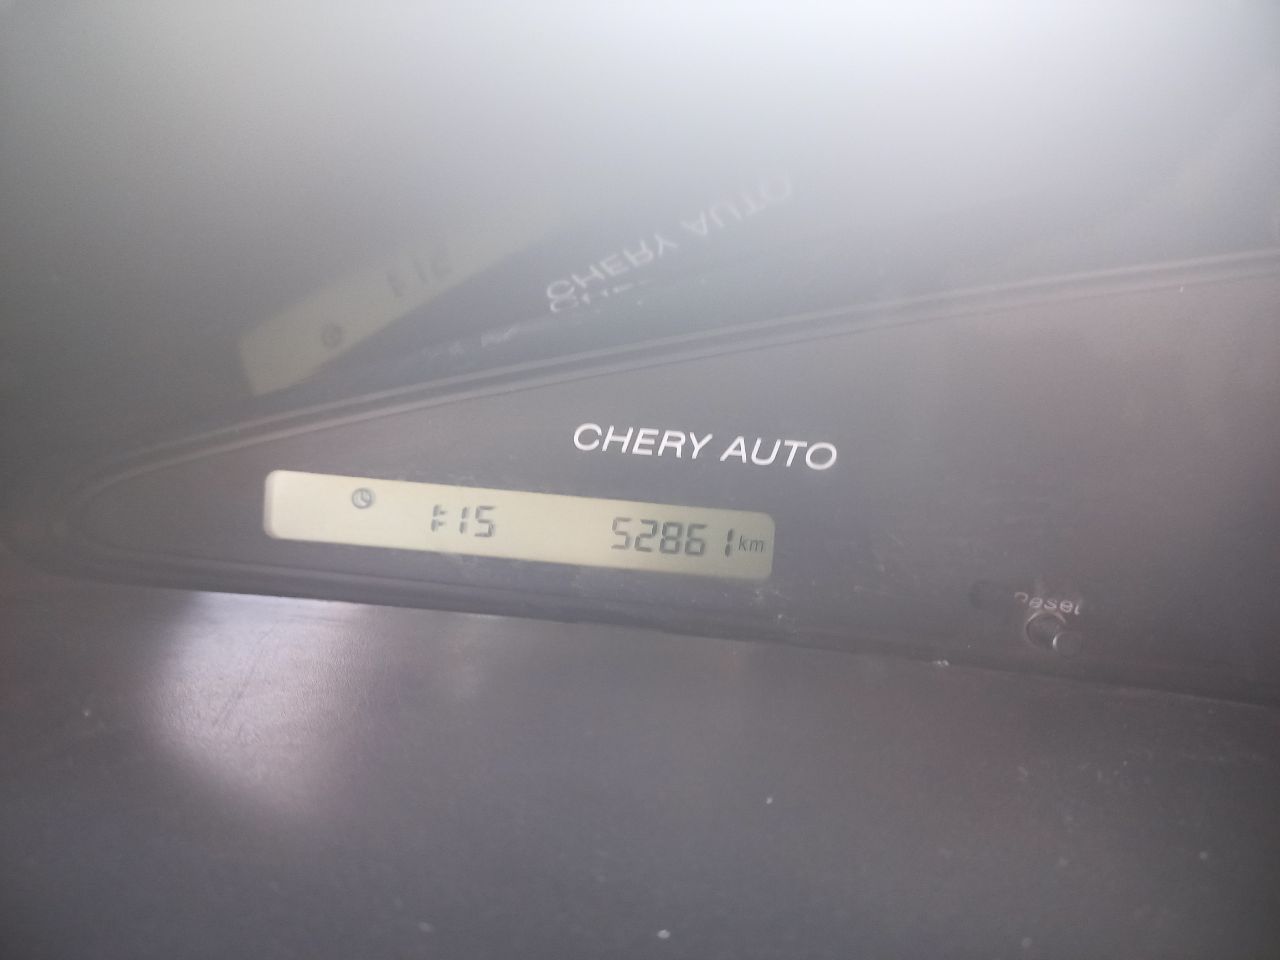 CHERY AUTO
1:15
52861 km
Reset